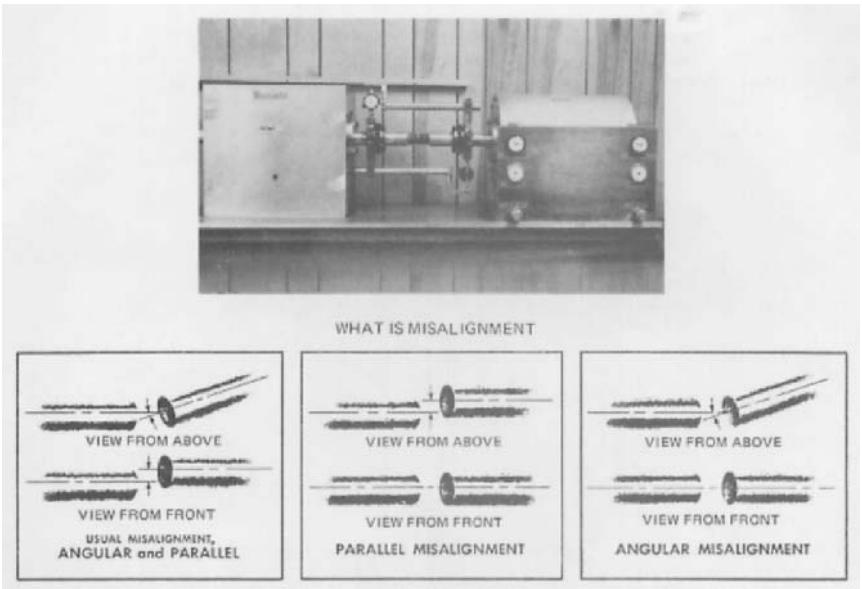 WHAT IS MISALIGNMENT
VIEW FROM ABOVE
VIEW FROM FRONT
USUAL MISALIGNMENT,
ANGULAR and PARALLEL
VIEW FROM ABOVE
VIEW FROM FRONT
PARALLEL MISALIGNMENT
VIEW FROM ABOVE
VIEW FROM FRONT
ANGULAR MISALIGNMENT